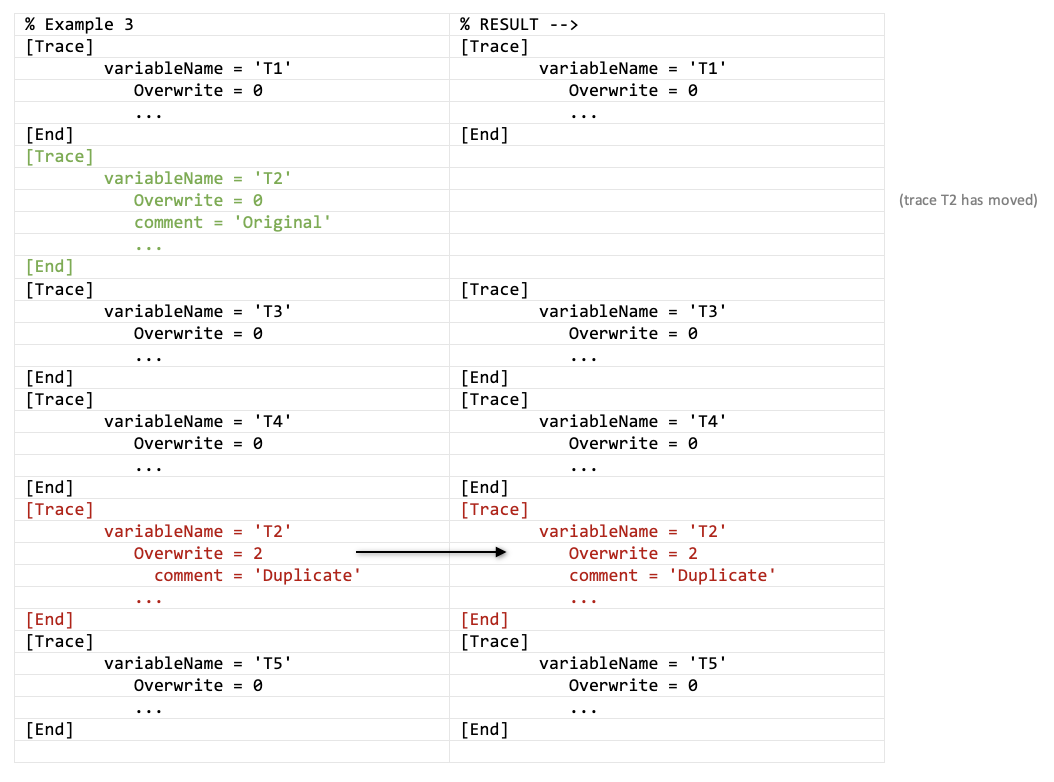 % Example 3
[Trace]
variableName = 'T1'
Overwrite = 0
...
[End]
[Trace]
variableName = 'T2'
Overwrite = 0
comment = 'Original'
...
[End]
[Trace]
variableName = 'T3'
Overwrite = 0
...
[End]
[Trace]
variableName = 'T4'
Overwrite = 0
...
[End]
[Trace]
variableName = 'T2'
Overwrite = 2
comment = 'Duplicate'
...
[End]
[Trace]
variableName = 'T5'
Overwrite = 0
...
[End]
% RESULT -->
[Trace]
variableName = 'T1'
Overwrite = 0
...
[End]
[Trace]
variableName = 'T3'
Overwrite = 0
...
[End]
[Trace]
variableName = 'T4'
Overwrite = 0
...
[End]
[Trace]
variableName = 'T2'
Overwrite = 2
comment = 'Duplicate'
...
[End]
[Trace]
variableName = 'T5'
Overwrite = 0
...
[End]
(trace T2 has moved)